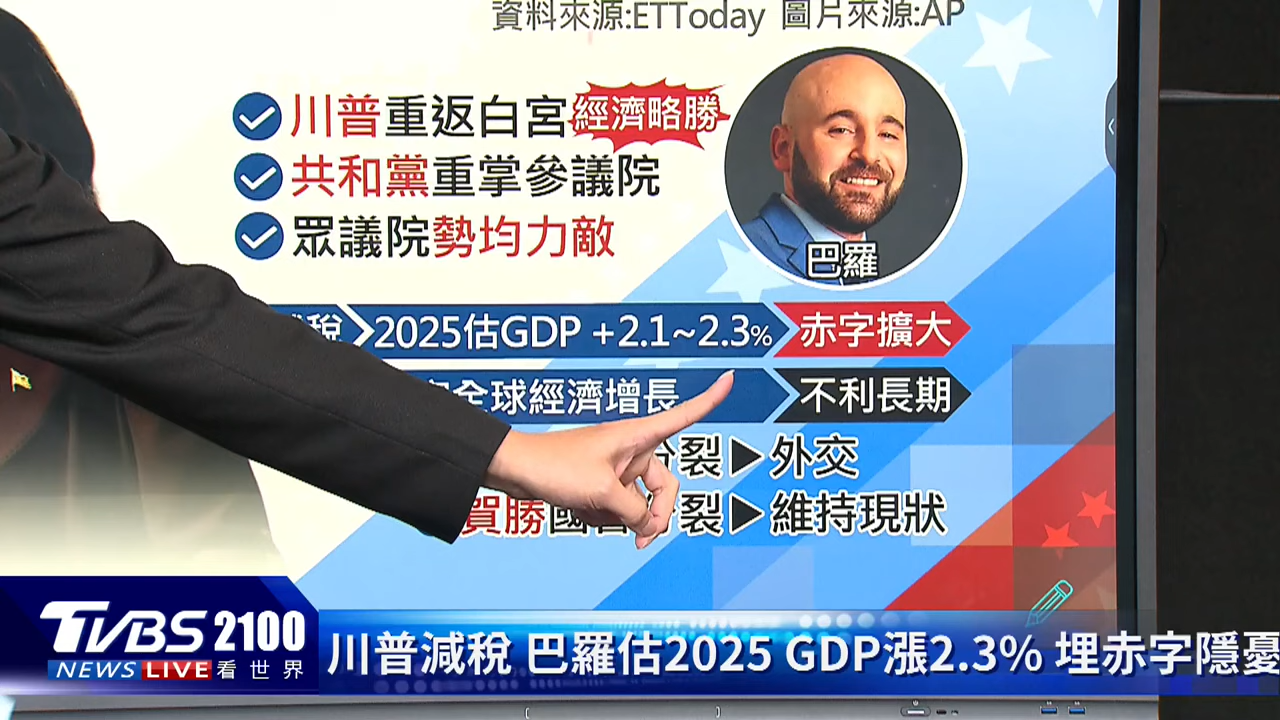 資料來源:ETToday 圖片來源:AP
川普重返白宮 經濟略勝
共和黨重掌參議院
眾議院勢均力敵
巴羅
稅 2025估GDP +2.1~2.3% 赤字擴大
全球經濟增長 不利長期
分裂▶外交
賀勝國會分裂▶維持現狀
TVBS 2100
NEWS LIVE 看世界
川普減稅 巴羅估2025 GDP漲2.3% 埋赤字隱憂